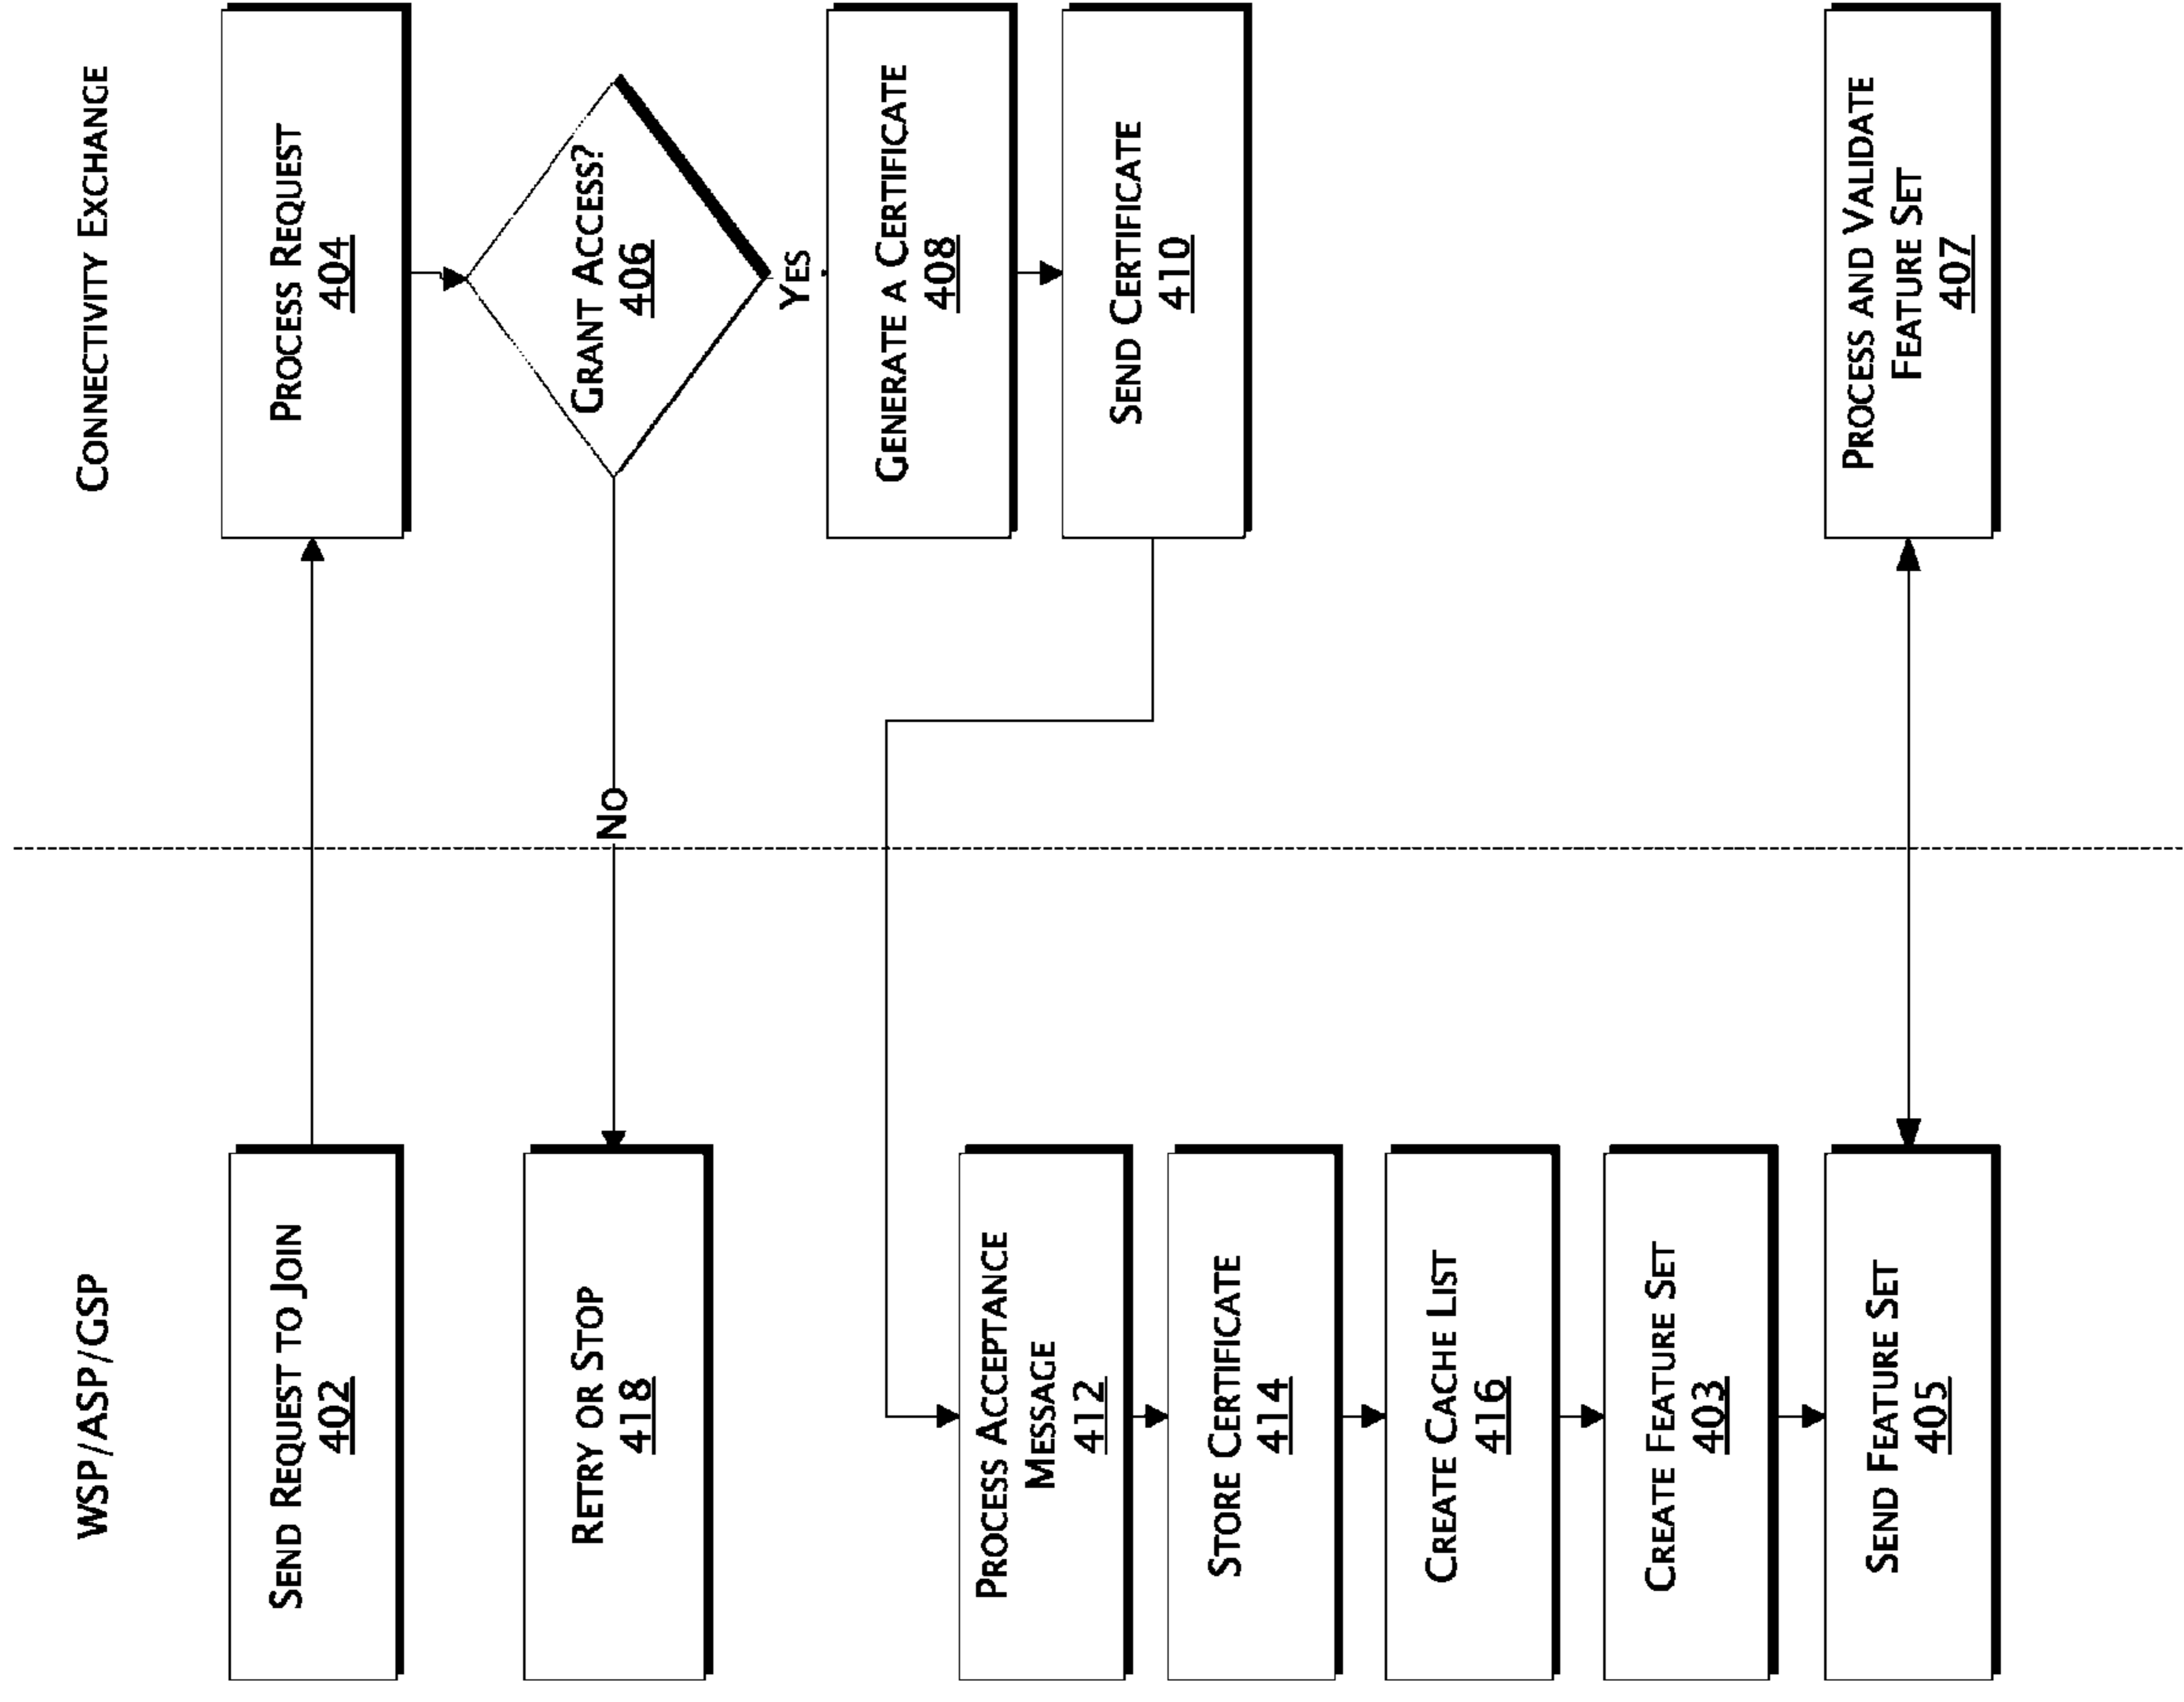 WSP/ASP/GSP
CONNECTIVITY EXCHANGE
SEND REQUEST TO JOIN
402
PROCESS REQUEST
404
GRANT ACCESS?
406
NO
RETRY OR STOP
418
YES
GENERATE A CERTIFICATE
408
SEND CERTIFICATE
410
PROCESS ACCEPTANCE
MESSAGE
412
STORE CERTIFICATE
414
CREATE CACHE LIST
416
CREATE FEATURE SET
403
SEND FEATURE SET
405
PROCESS AND VALIDATE
FEATURE SET
407